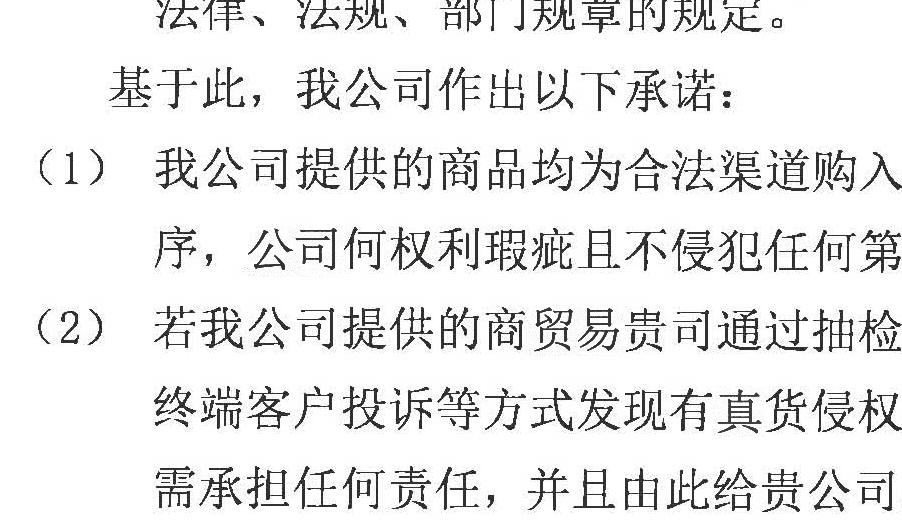 法律、法规、部门规章的规定。
基于此，我公司作出以下承诺：
（1） 我公司提供的商品均为合法渠道购入
序，公司何权利瑕疵且不侵犯任何第
（2） 若我公司提供的商贸易贵司通过抽检
终端客户投诉等方式发现有真货侵权
需承担任何责任，并且由此给贵公司